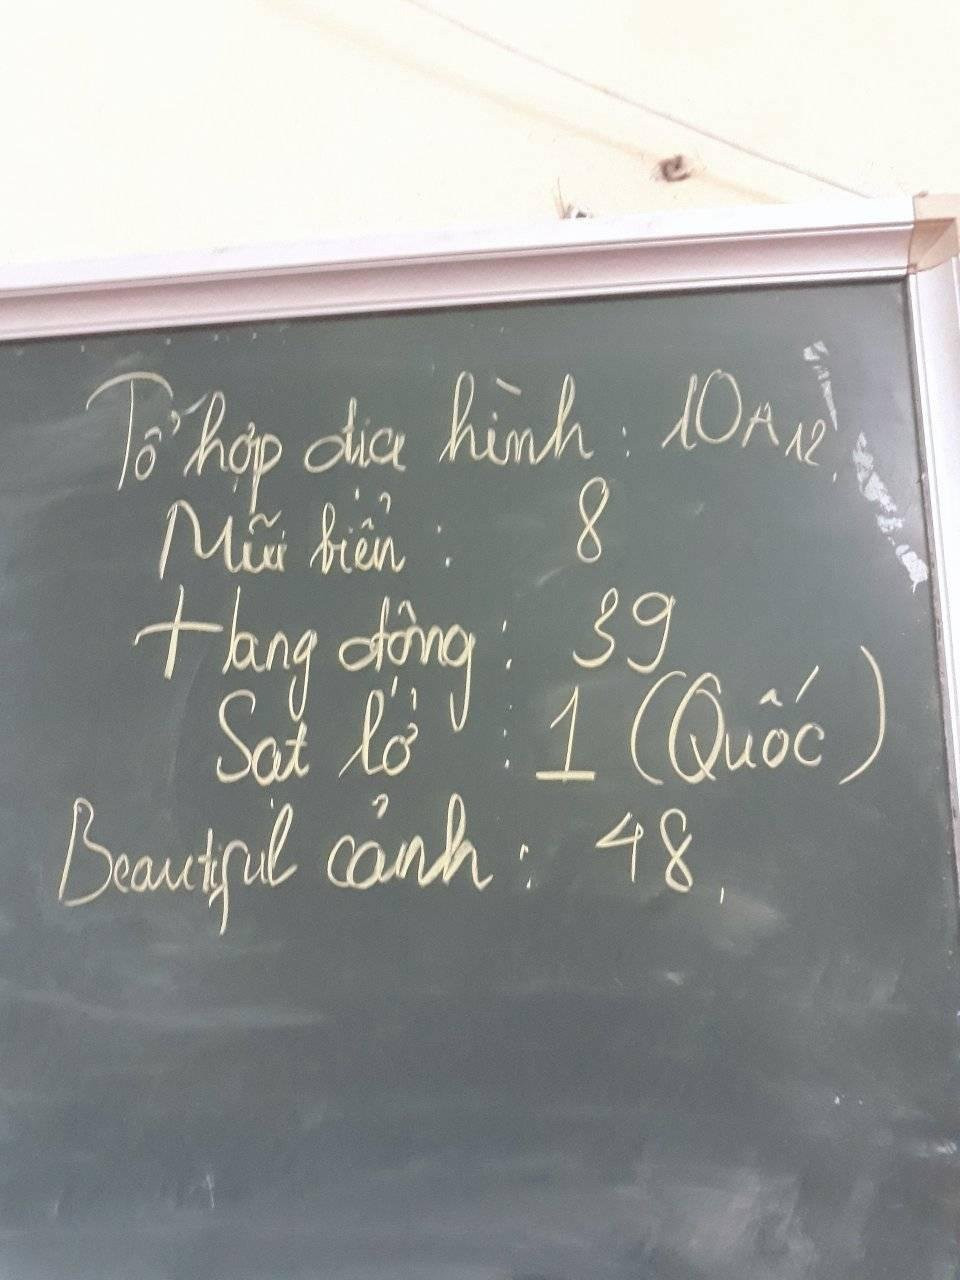 Tổ hợp địa hình : 10A12.
Mũi biển : 8
Hang động : 39
Sạt lở : 1 (Quốc)
Beautiful cảnh : 48.